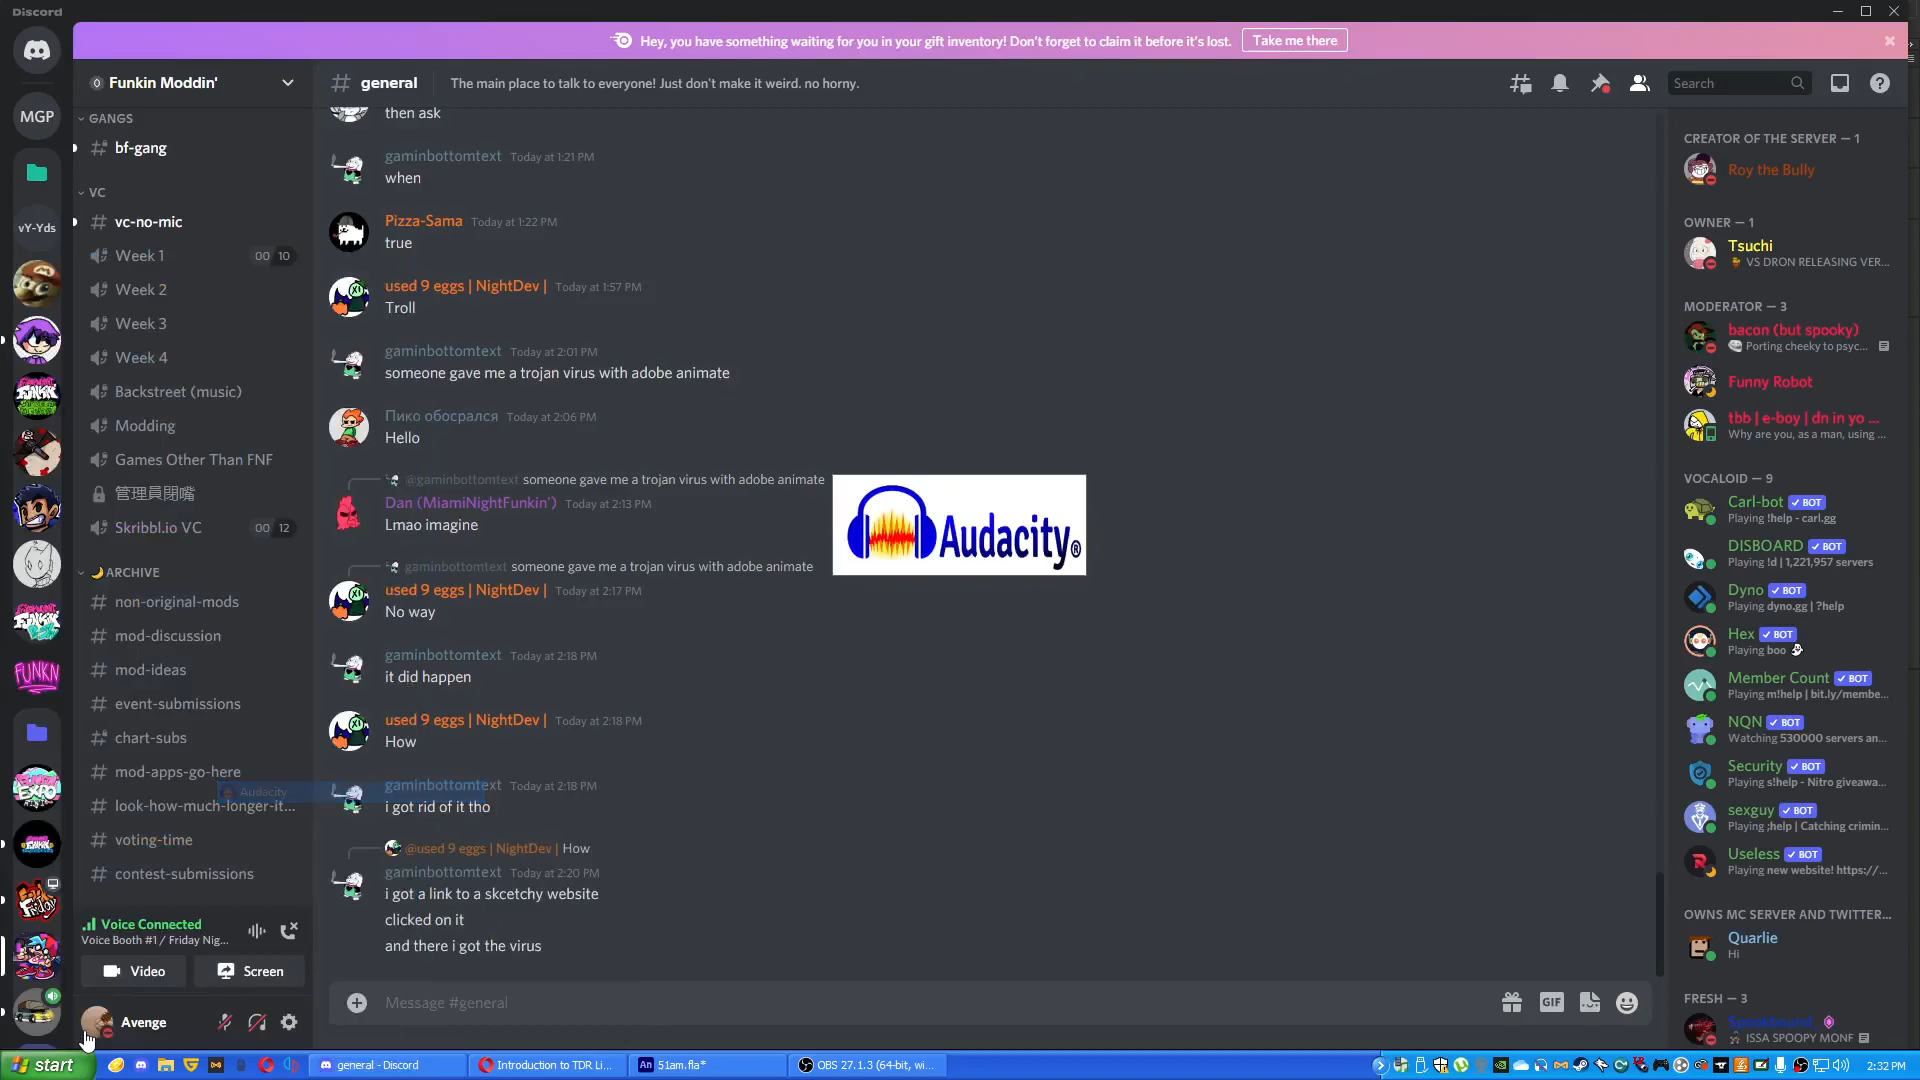 Discord
Hey, you have something waiting for you in your gift inventory! Don't forget to claim it before it's lost.
Take me there
Funkin Moddin'
general
The main place to talk to everyone! Just don't make it weird. no horny.
Search
MGP
vY-Yds
FUNKN
GANGS
bf-gang
VC
vc-no-mic
Week 1
00 10
Week 2
Week 3
Week 4
Backstreet (music)
Modding
Games Other Than FNF
管理員閉嘴
Skribbl.io VC
00 12
🌙ARCHIVE
non-original-mods
mod-discussion
mod-ideas
event-submissions
chart-subs
mod-apps-go-here
Audacity
look-how-much-longer-it...
voting-time
contest-submissions
Voice Connected
Voice Booth #1 / Friday Nig...
Video
Screen
Avenge
then ask
gaminbottomtext Today at 1:21 PM
when
Pizza-Sama Today at 1:22 PM
true
used 9 eggs | NightDev | Today at 1:57 PM
Troll
gaminbottomtext Today at 2:01 PM
someone gave me a trojan virus with adobe animate
Пико обосрался Today at 2:06 PM
Hello
@gaminbottomtext someone gave me a trojan virus with adobe animate
Dan (MiamiNightFunkin') Today at 2:13 PM
Lmao imagine
gaminbottomtext someone gave me a trojan virus with adobe animate
used 9 eggs | NightDev | Today at 2:17 PM
No way
gaminbottomtext Today at 2:18 PM
it did happen
used 9 eggs | NightDev | Today at 2:18 PM
How
gaminbottomtext Today at 2:18 PM
i got rid of it tho
@used 9 eggs | NightDev | How
gaminbottomtext Today at 2:20 PM
i got a link to a skcetchy website
clicked on it
and there i got the virus
Message #general
GIF
Audacity®
CREATOR OF THE SERVER — 1
Roy the Bully
OWNER — 1
Tsuchi
VS DRON RELEASING VER...
MODERATOR — 3
bacon (but spooky)
Porting cheeky to psyc...
Funny Robot
tbb | e-boy | dn in yo ...
Why are you, as a man, using ...
VOCALOID — 9
Carl-bot ✓ BOT
Playing !help - carl.gg
DISBOARD ✓ BOT
Playing !d | 1,221,957 servers
Dyno ✓ BOT
Playing dyno.gg | ?help
Hex ✓ BOT
Playing boo 👻
Member Count ✓ BOT
Playing m!help | bit.ly/membe...
NQN ✓ BOT
Watching 530000 servers an...
Security ✓ BOT
Playing s!help - Nitro giveawa...
sexguy ✓ BOT
Playing ;help | Catching crimin...
Useless ✓ BOT
Playing new website! https://...
OWNS MC SERVER AND TWITTER...
Quarlie
Hi
FRESH — 3
Spookbound
ISSA SPOOPY MONF
start
general - Discord
Introduction to TDR Li...
An 51am.fla*
OBS 27.1.3 (64-bit, wi...
2:32 PM